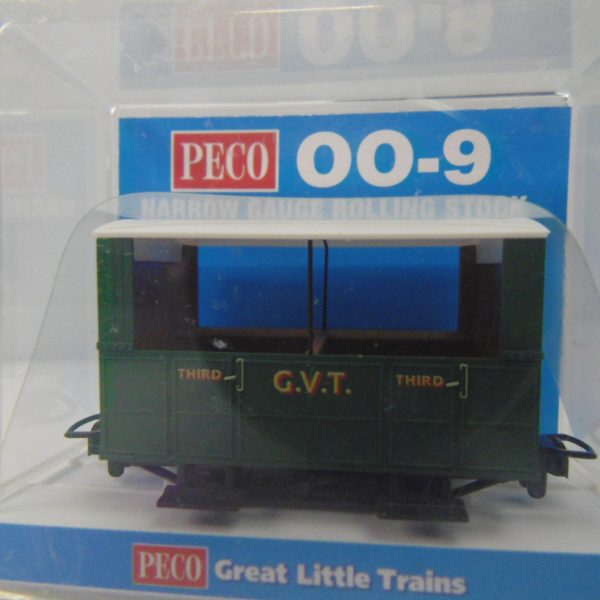 PECO OO-9
NARROW GAUGE ROLLING STOCK
THIRD G.V.T. THIRD
PECO Great Little Trains